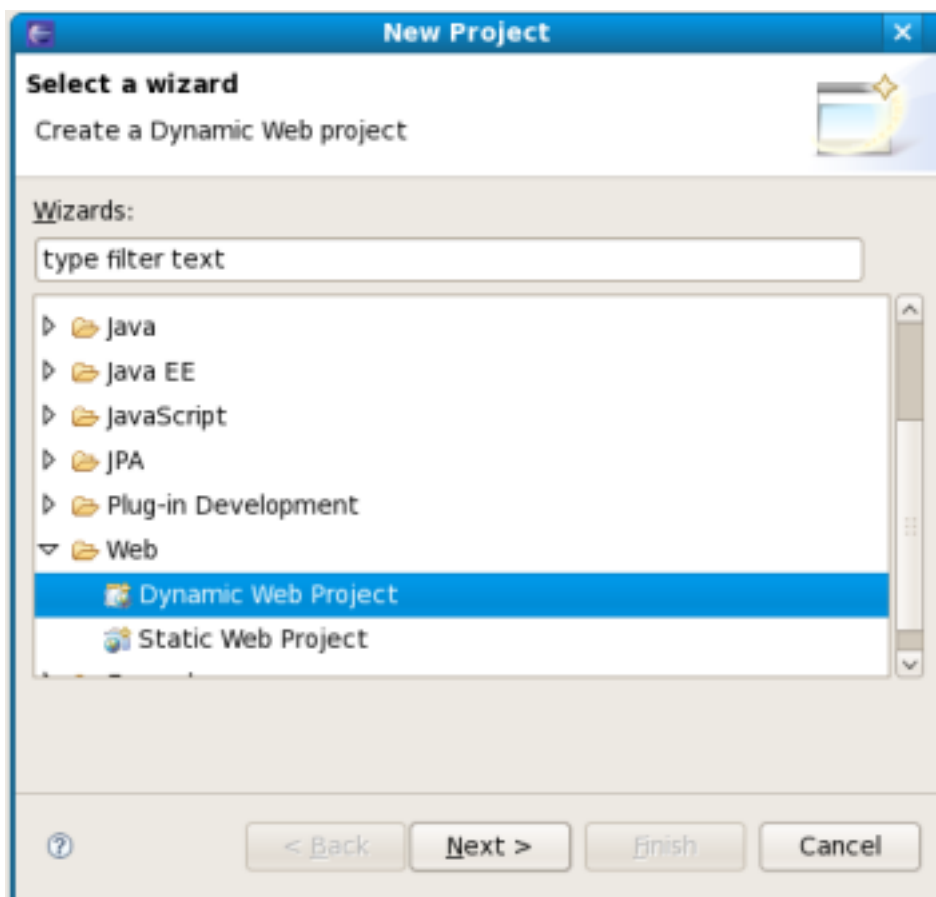 New Project
Select a wizard
Create a Dynamic Web project
Wizards:
type filter text
Java
Java EE
JavaScript
JPA
Plug-in Development
Web
Dynamic Web Project
Static Web Project
< Back Next > Finish Cancel